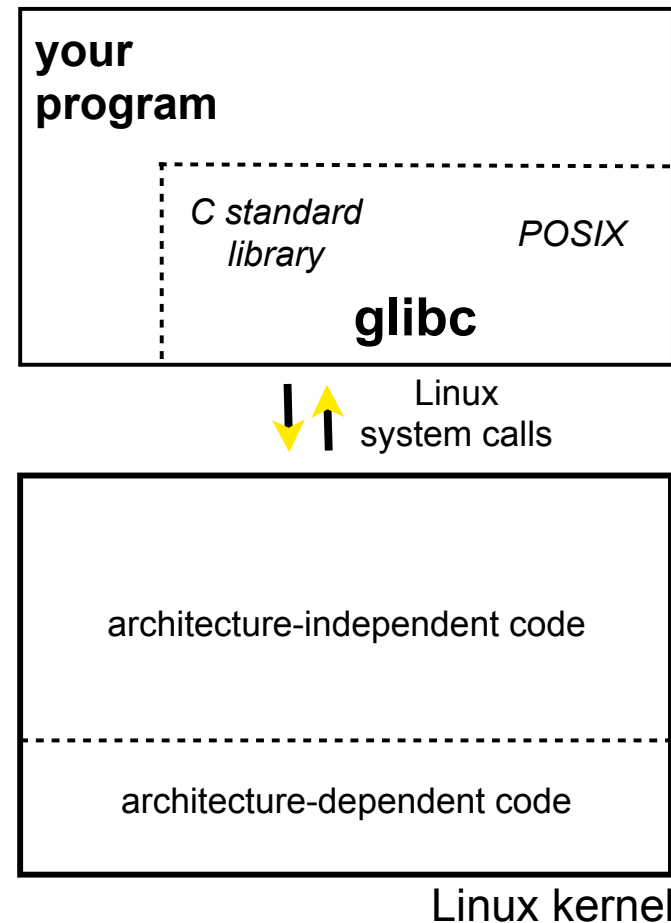 your
program
C standard
library
POSIX
glibc
Linux
system calls
architecture-independent code
architecture-dependent code
Linux kernel